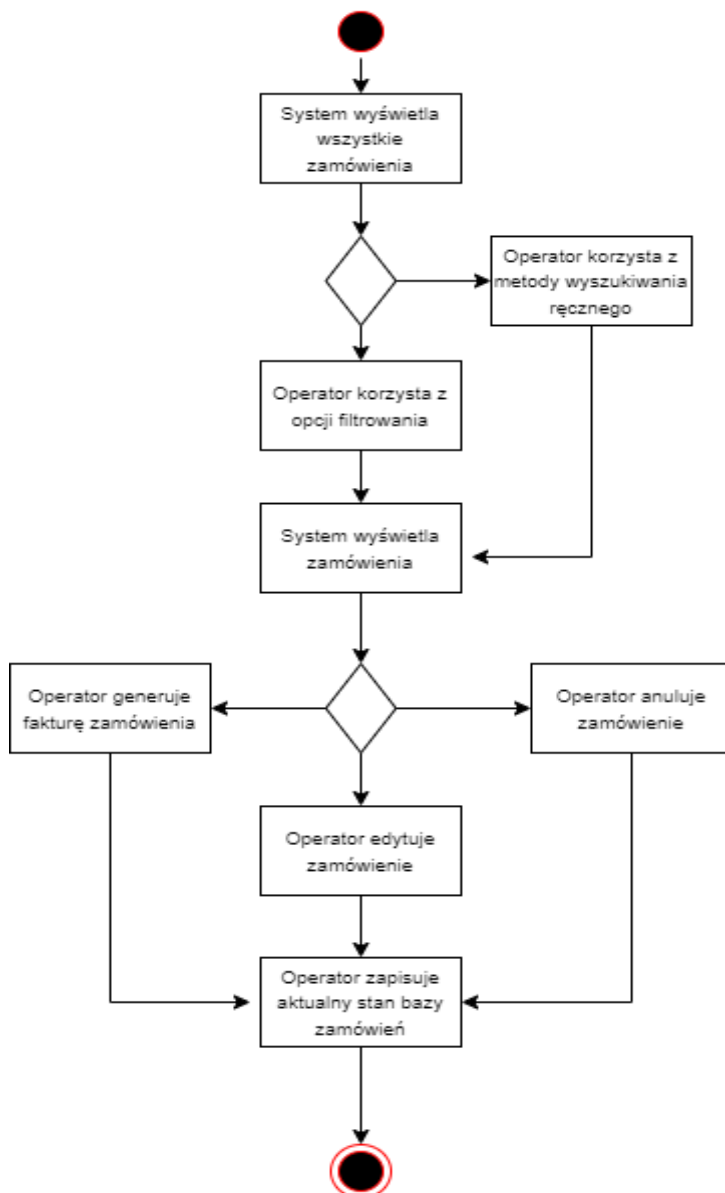 System wyświetla
wszystkie
zamówienia
Operator korzysta z
metody wyszukiwania
ręcznego
Operator korzysta z
opcji filtrowania
System wyświetla
zamówienia
Operator generuje
fakturę zamówienia
Operator anuluje
zamówienie
Operator edytuje
zamówienie
Operator zapisuje
aktualny stan bazy
zamówień